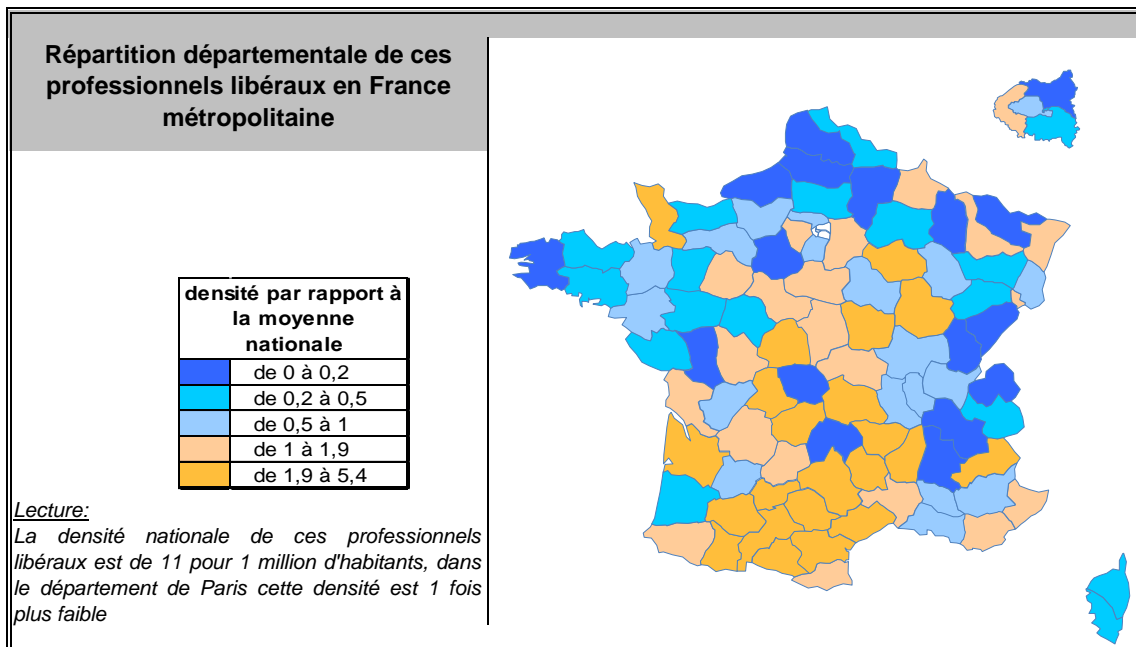 Répartition départementale de ces
professionnels libéraux en France
métropolitaine
densité par rapport à
la moyenne
nationale
de 0 à 0,2
de 0,2 à 0,5
de 0,5 à 1
de 1 à 1,9
de 1,9 à 5,4
Lecture:
La densité nationale de ces professionnels
libéraux est de 11 pour 1 million d'habitants, dans
le département de Paris cette densité est 1 fois
plus faible